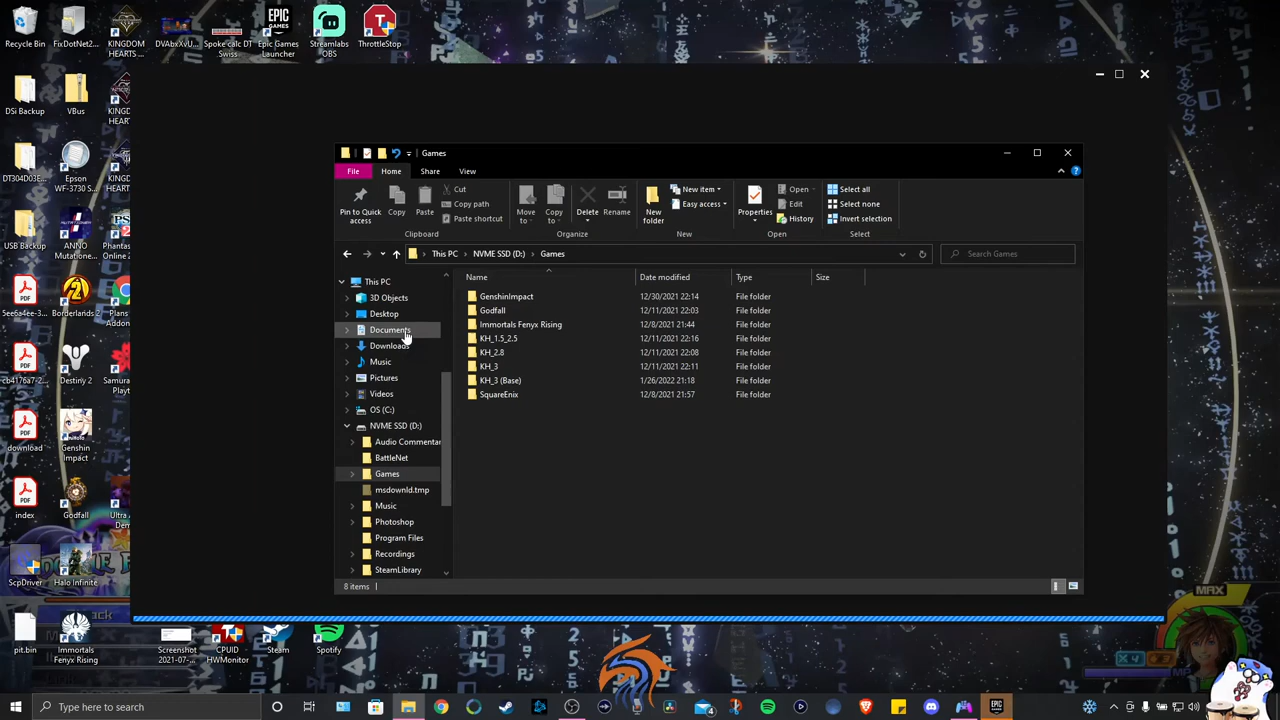 Recycle Bin
FixDotNet2...
KINGDOM
HEARTS ...
DVAbxXvU...
Spoke calc DT
Swiss
EPIC
GAMES
Epic Games
Launcher
Streamlabs
OBS
ThrottleStop
DSi Backup
VBus
KINGD
HEART
DT304D03E...
Epson
WF-3730 S...
USB Backup
ANNO
Mutatione...
Phantas
Online 2
5ee6a4ee-3...
Borderlands 2
Plants
Addon
cb4176a7-2...
Destiny 2
Samura
Playt
download
Genshin
Impact
index
Godfall
Ultra A
Dem
ScpDriver
Halo Infinite
pit.bin
Immortals
Fenyx Rising
Screenshot
2021-07-...
CPUID
HWMonitor
Steam
Spotify
Games
File
Home
Share
View
Pin to Quick
access
Copy
Paste
Cut
Copy path
Paste shortcut
Clipboard
Move
to
Copy
to
Delete
Rename
Organize
New
folder
New item
Easy access
New
Properties
Open
Edit
History
Open
Select all
Select none
Invert selection
Select
This PC > NVME SSD (D:) > Games
Search Games
This PC
3D Objects
Desktop
Documents
Downloads
Music
Pictures
Videos
OS (C:)
NVME SSD (D:)
Audio Commentar
BattleNet
Games
msdownld.tmp
Music
Photoshop
Program Files
Recordings
SteamLibrary
Name Date modified Type Size
GenshinImpact 12/30/2021 22:14 File folder
Godfall 12/11/2021 22:03 File folder
Immortals Fenyx Rising 12/8/2021 21:44 File folder
KH_1.5_2.5 12/11/2021 22:16 File folder
KH_2.8 12/11/2021 22:08 File folder
KH_3 12/11/2021 22:11 File folder
KH_3 (Base) 1/26/2022 21:18 File folder
SquareEnix 12/8/2021 21:57 File folder
8 items
MAX
X 4
Type here to search
4
EPIC